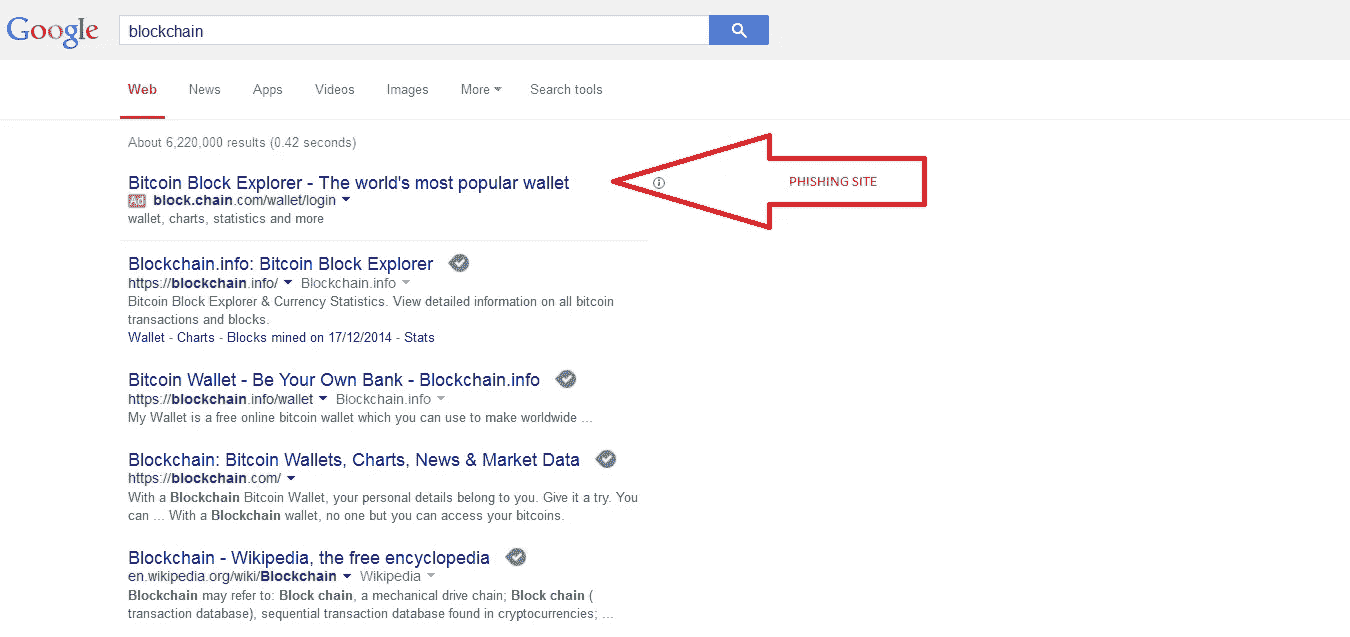 Google
blockchain
Web News Apps Videos Images More Search tools
About 6,220,000 results (0.42 seconds)
Bitcoin Block Explorer - The world's most popular wallet
PHISHING SITE
Ad block.chain.com/wallet/login
wallet, charts, statistics and more
Blockchain.info: Bitcoin Block Explorer
https://blockchain.info/ Blockchain.info
Bitcoin Block Explorer & Currency Statistics. View detailed information on all bitcoin
transactions and blocks.
Wallet - Charts - Blocks mined on 17/12/2014 - Stats
Bitcoin Wallet - Be Your Own Bank - Blockchain.info
https://blockchain.info/wallet Blockchain.info
My Wallet is a free online bitcoin wallet which you can use to make worldwide ...
Blockchain: Bitcoin Wallets, Charts, News & Market Data
https://blockchain.com/
With a Blockchain Bitcoin Wallet, your personal details belong to you. Give it a try. You
can ... With a Blockchain wallet, no one but you can access your bitcoins.
Blockchain - Wikipedia, the free encyclopedia
en.wikipedia.org/wiki/Blockchain Wikipedia
Blockchain may refer to: Block chain, a mechanical drive chain; Block chain (
transaction database), sequential transaction database found in cryptocurrencies; ...